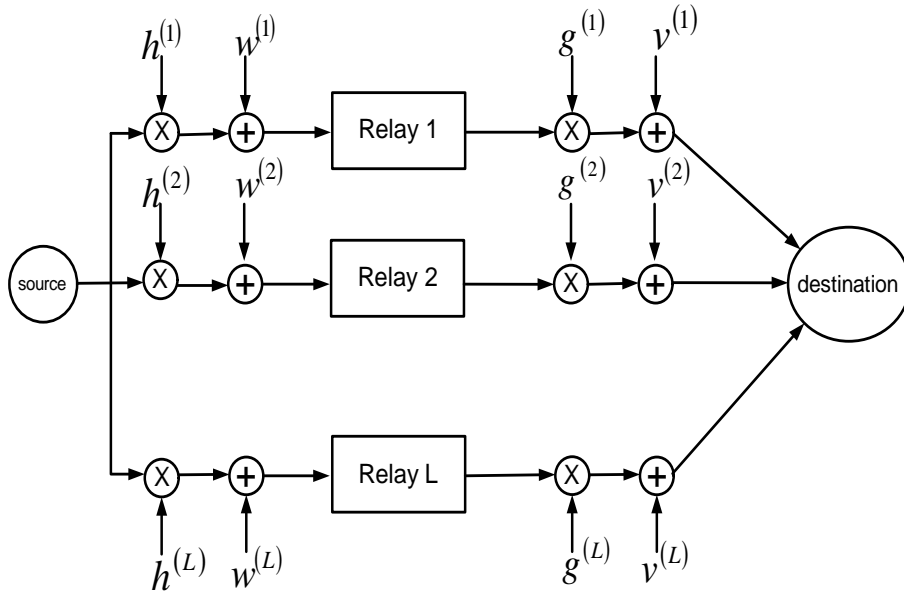 h^(1) w^(1) g^(1) v^(1)
X + Relay 1 X +
h^(2) w^(2) g^(2) v^(2)
source X + Relay 2 X + destination
X + Relay L X +
h^(L) w^(L) g^(L) v^(L)